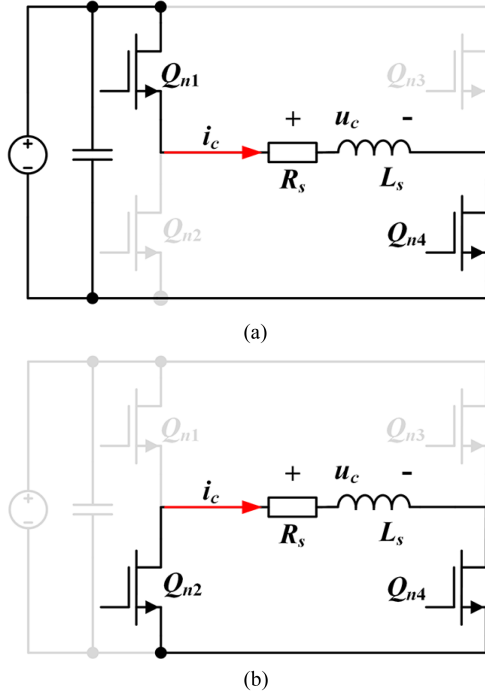 Qn1
Qn3
+
-
ic
+
uc
-
Rs
Ls
Qn2
Qn4
(a)
Qn1
Qn3
+
-
ic
+
uc
-
Rs
Ls
Qn2
Qn4
(b)